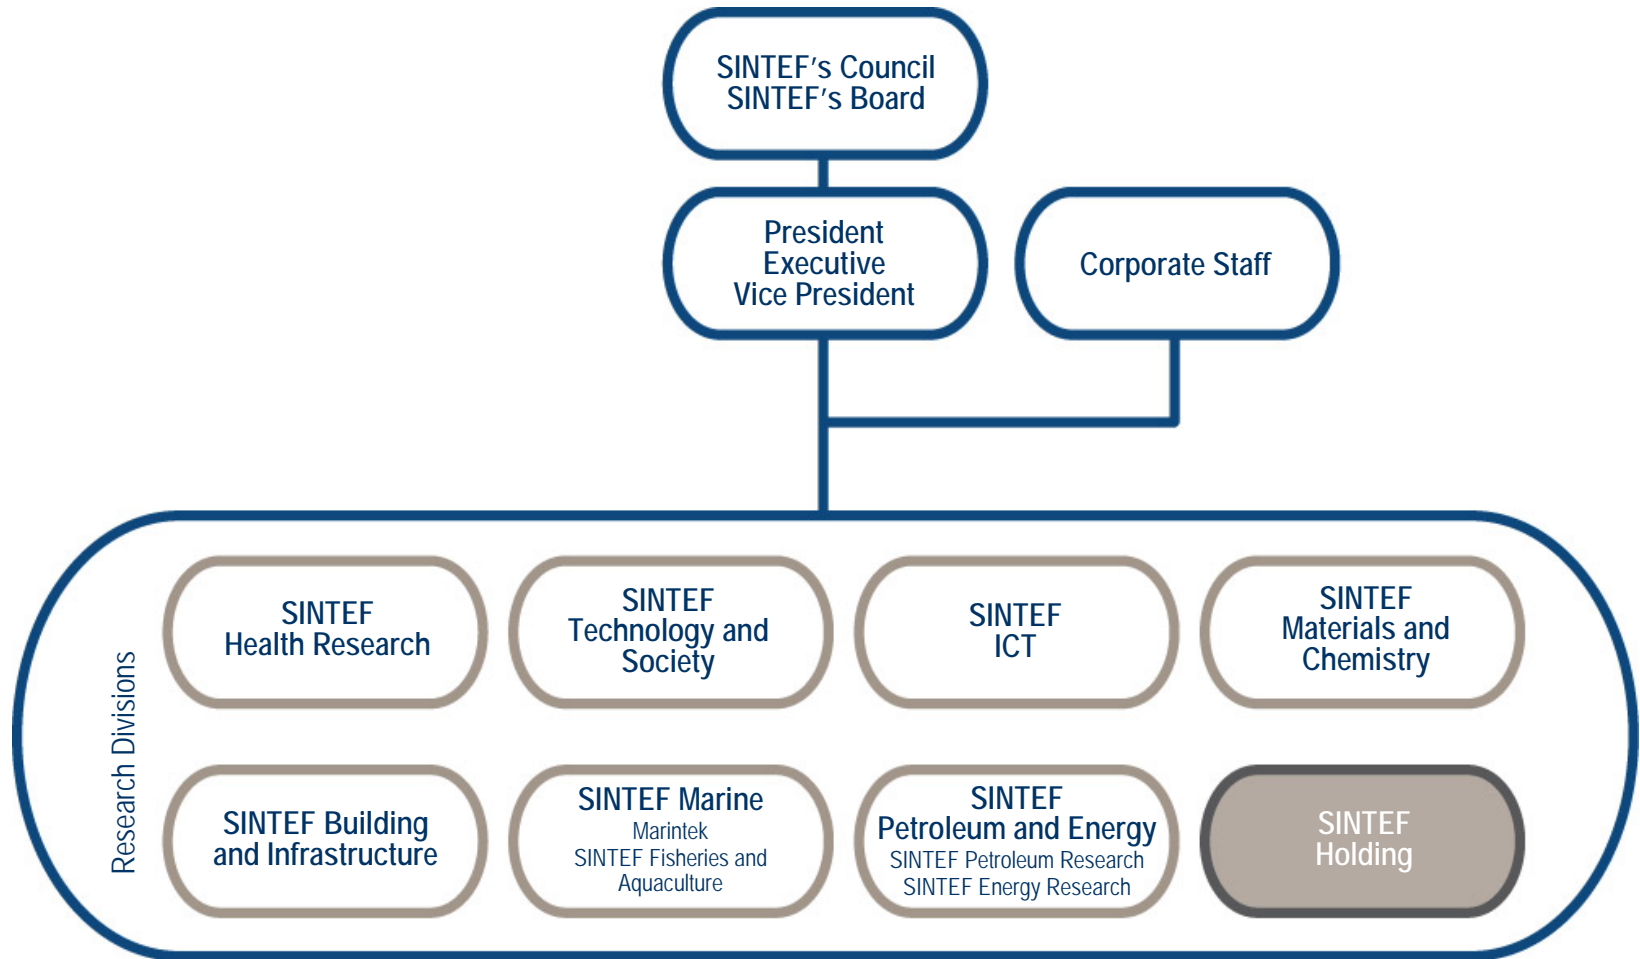 SINTEF's Council
SINTEF's Board
President
Executive
Vice President
Corporate Staff
Research Divisions
SINTEF
Health Research
SINTEF
Technology and
Society
SINTEF
ICT
SINTEF
Materials and
Chemistry
SINTEF Building
and Infrastructure
SINTEF Marine
Marintek
SINTEF Fisheries and
Aquaculture
SINTEF
Petroleum and Energy
SINTEF Petroleum Research
SINTEF Energy Research
SINTEF
Holding